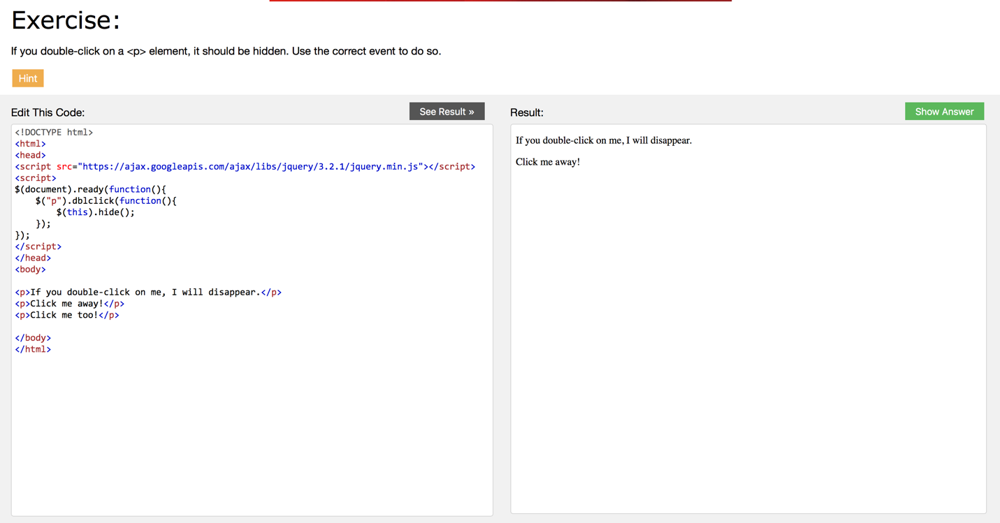 Exercise:
If you double-click on a <p> element, it should be hidden. Use the correct event to do so.
Hint
Edit This Code:
See Result »
<!DOCTYPE html>
<html>
<head>
<script src="https://ajax.googleapis.com/ajax/libs/jquery/3.2.1/jquery.min.js"></script>
<script>
$(document).ready(function(){
    $("p").dblclick(function(){
        $(this).hide();
    });
});
</script>
</head>
<body>
<p>If you double-click on me, I will disappear.</p>
<p>Click me away!</p>
<p>Click me too!</p>
</body>
</html>
Result:
Show Answer
If you double-click on me, I will disappear.
Click me away!